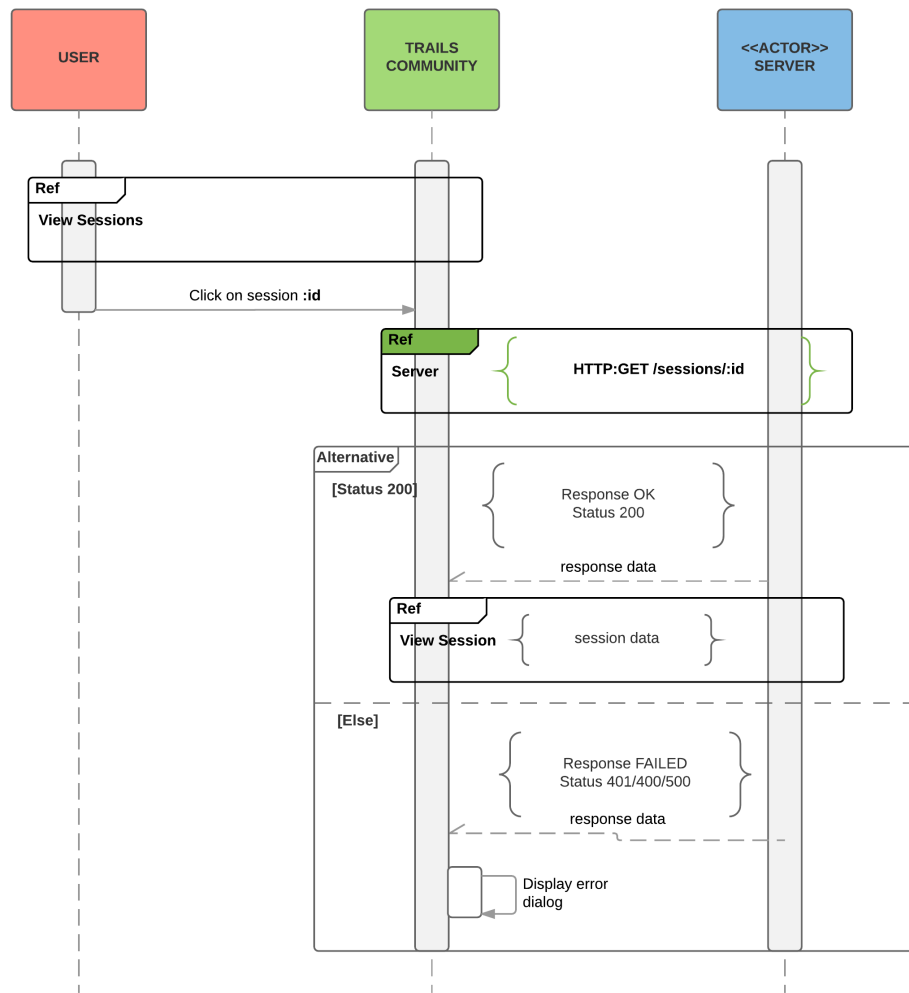 USER
TRAILS
COMMUNITY
<<ACTOR>>
SERVER
Ref
View Sessions
Click on session :id
Ref
Server
HTTP:GET /sessions/:id
Alternative
[Status 200]
Response OK
Status 200
response data
Ref
View Session
session data
[Else]
Response FAILED
Status 401/400/500
response data
Display error
dialog